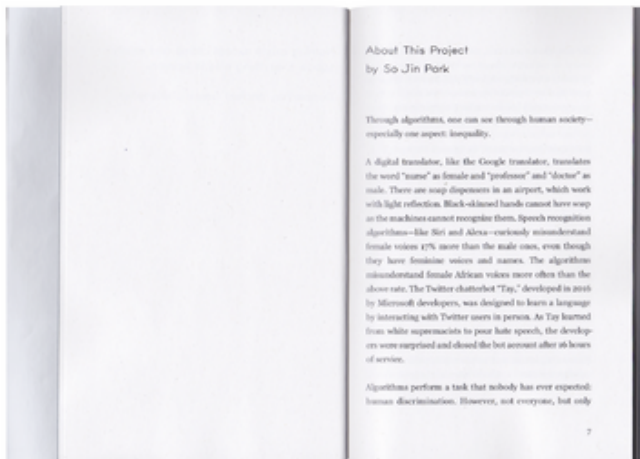 About This Project
by So Jin Park
Through algorithms, one can see through human society—
especially one aspect: inequality.
A digital translator, like the Google translator, translates
the word “nurse” as female and “professor” and “doctor” as
male. There are soap dispensers in an airport, which work
with light reflection. Black-skinned hands cannot have soap
as the machines cannot recognize them. Speech recognition
algorithms—like Siri and Alexa—curiously misunderstand
female voices 17% more than the male ones, even though
they have feminine voices and names. The algorithms
misunderstand female African voices more often than the
above rate. The Twitter chatterbot “Tay,” developed in 2016
by Microsoft developers, was designed to learn a language
by interacting with Twitter users in person. As Tay learned
from white supremacists to pour hate speech, the develop-
ers were surprised and closed the bot account after 16 hours
of service.
Algorithms perform a task that nobody has ever expected:
human discrimination. However, not everyone, but only
7